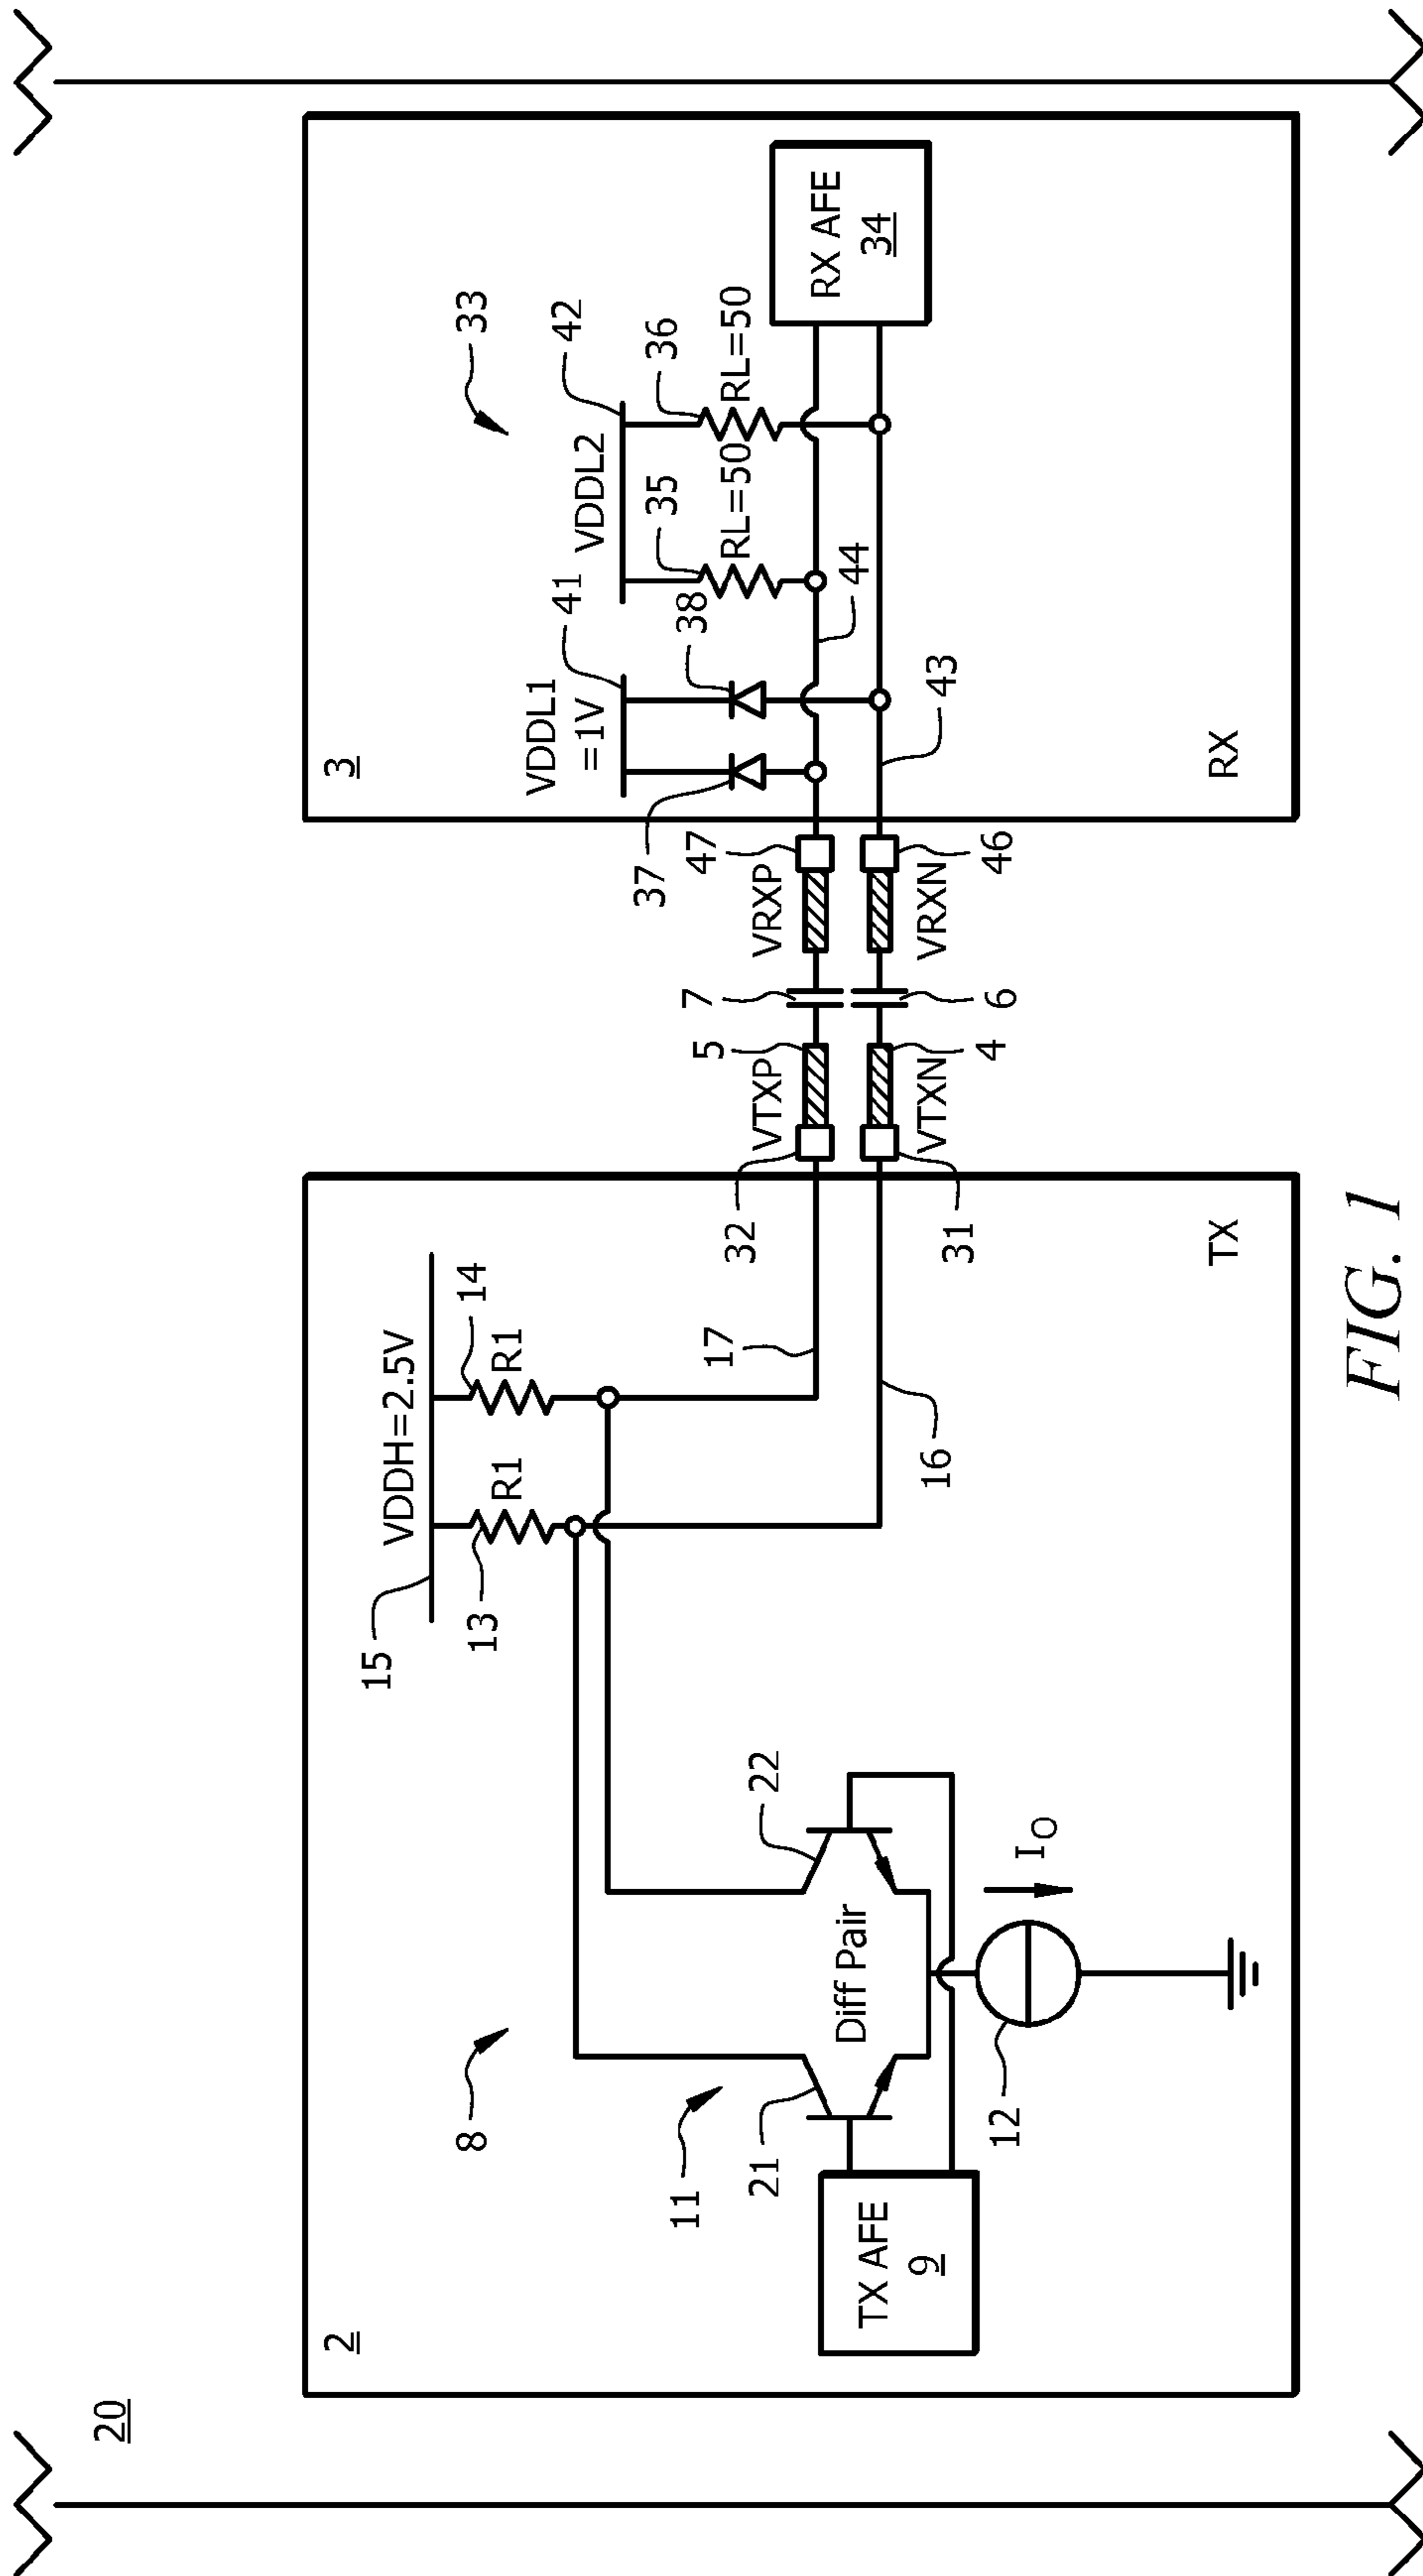 20
2
8
11
TX AFE
9
21
Diff Pair
22
12
I_O
15
VDDH=2.5V
13
R1
14
R1
17
16
TX
32
31
VTXP
5
VTXN
4
7
6
VRXP
47
VRXN
46
3
33
VDDL1
=1V
41
VDDL2
42
37
38
35
RL=50
36
RL=50
44
43
RX AFE
34
RX
FIG. 1